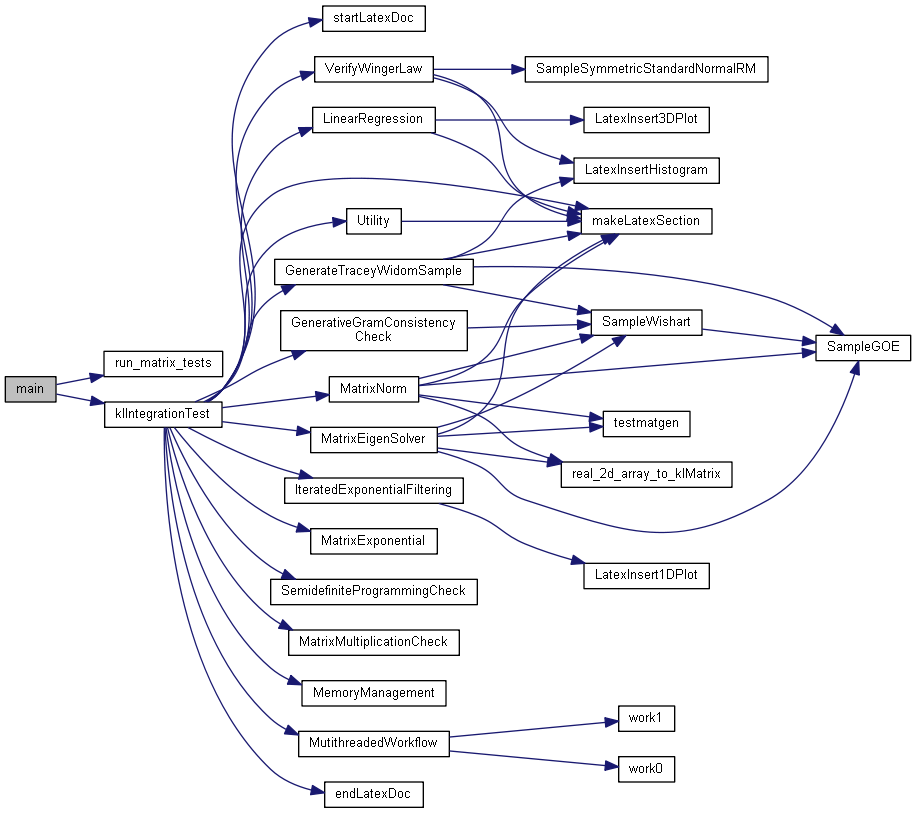 startLatexDoc
VerifyWingerLaw
SampleSymmetricStandardNormalRM
LinearRegression
LatexInsert3DPlot
LatexInsertHistogram
Utility
makeLatexSection
GenerateTraceyWidomSample
GenerativeGramConsistency
Check
SampleWishart
SampleGOE
run_matrix_tests
main
MatrixNorm
klIntegrationTest
testmatgen
MatrixEigenSolver
real_2d_array_to_klMatrix
IteratedExponentialFiltering
MatrixExponential
LatexInsert1DPlot
SemidefiniteProgrammingCheck
MatrixMultiplicationCheck
MemoryManagement
work1
MutithreadedWorkflow
work0
endLatexDoc